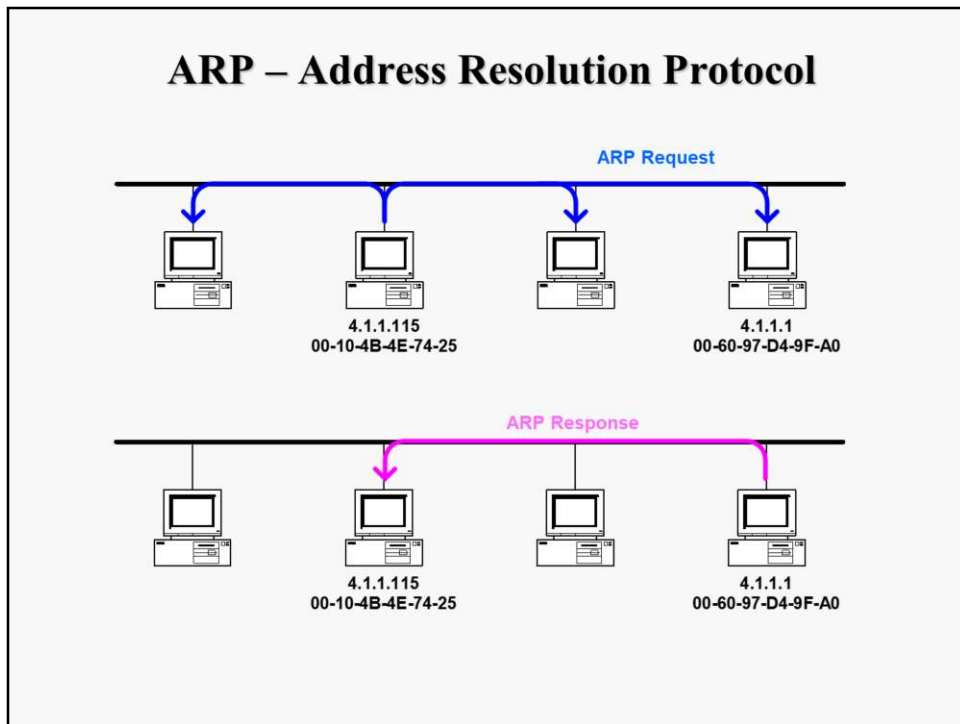 ARP – Address Resolution Protocol
ARP Request
4.1.1.115
00-10-4B-4E-74-25
4.1.1.1
00-60-97-D4-9F-A0
ARP Response
4.1.1.115
00-10-4B-4E-74-25
4.1.1.1
00-60-97-D4-9F-A0